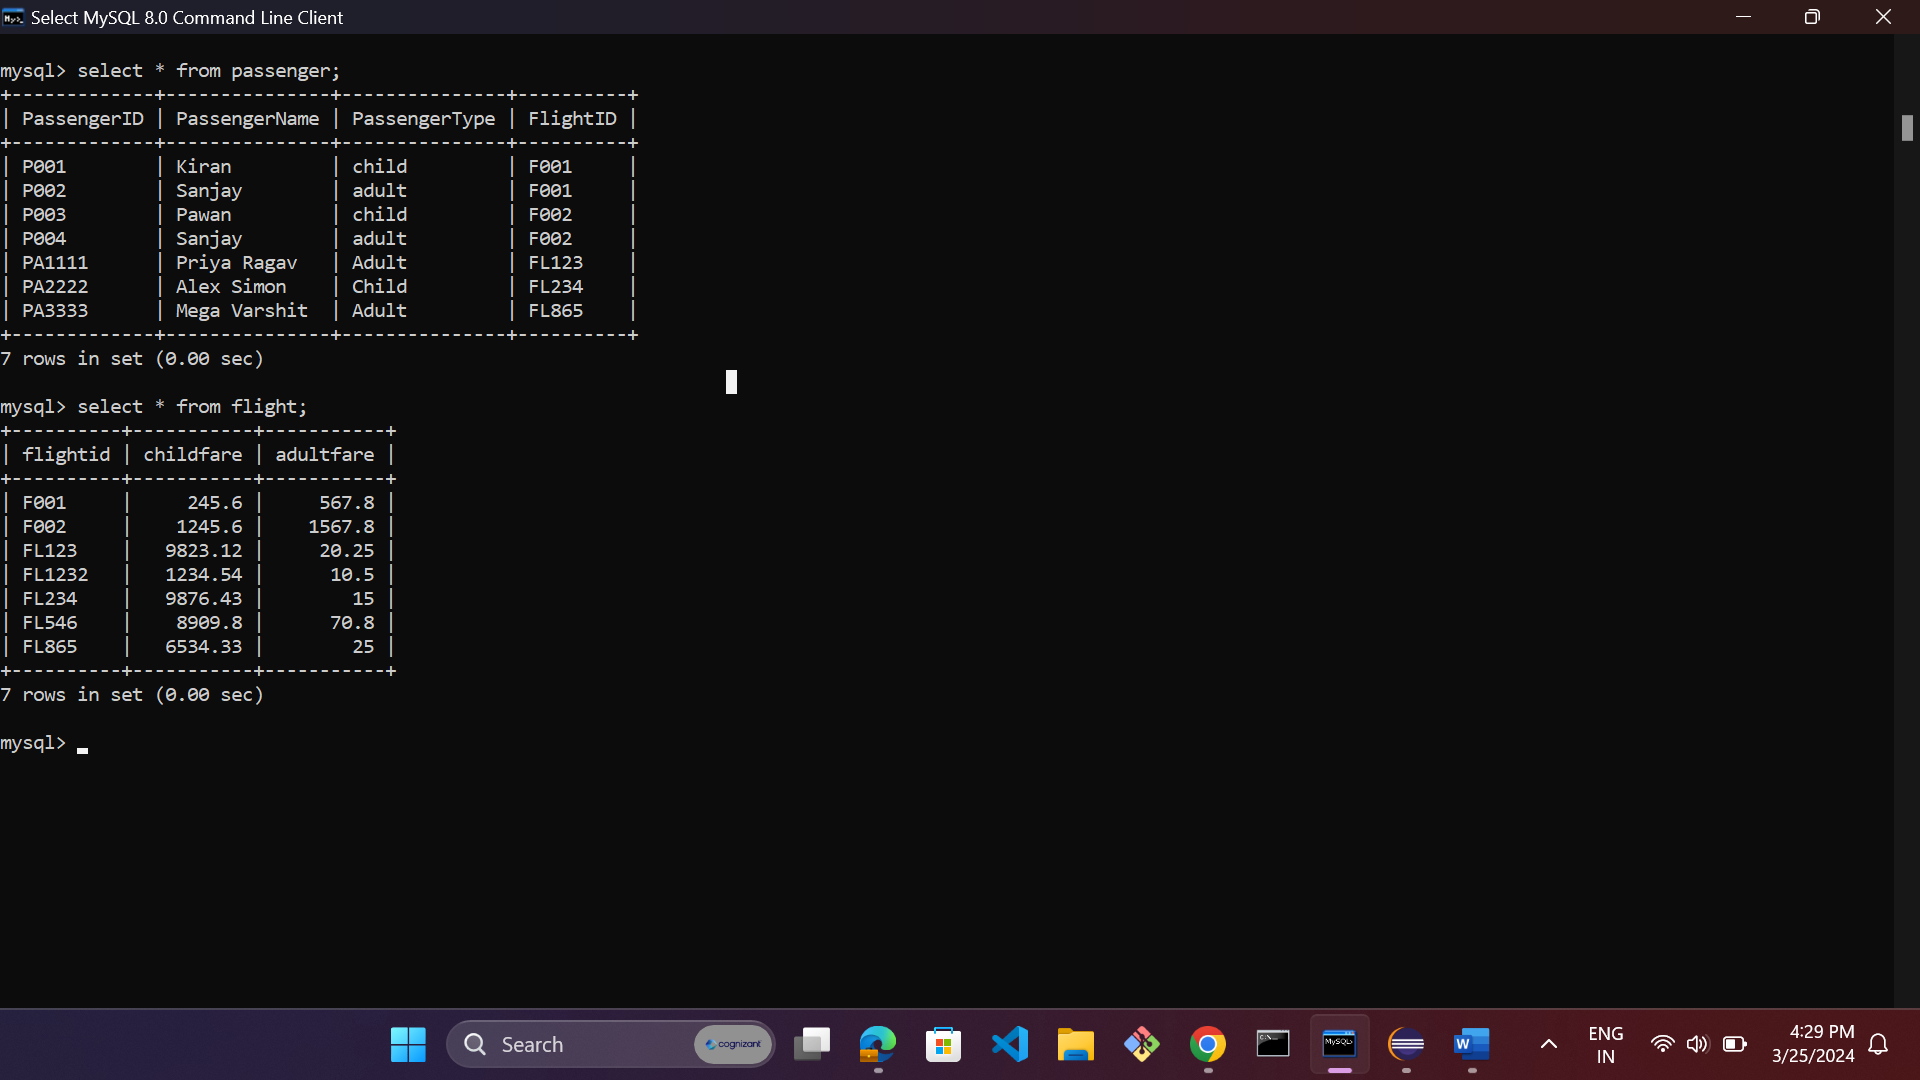 Select MySQL 8.0 Command Line Client
mysql> select * from passenger;
+-------------+---------------+---------------+----------+
| PassengerID | PassengerName | PassengerType | FlightID |
+-------------+---------------+---------------+----------+
| P001        | Kiran         | child         | F001     |
| P002        | Sanjay        | adult         | F001     |
| P003        | Pawan         | child         | F002     |
| P004        | Sanjay        | adult         | F002     |
| PA1111      | Priya Ragav   | Adult         | FL123    |
| PA2222      | Alex Simon    | Child         | FL234    |
| PA3333      | Mega Varshit  | Adult         | FL865    |
+-------------+---------------+---------------+----------+
7 rows in set (0.00 sec)
mysql> select * from flight;
+----------+-----------+-----------+
| flightid | childfare | adultfare |
+----------+-----------+-----------+
| F001     |     245.6 |     567.8 |
| F002     |    1245.6 |    1567.8 |
| FL123    |   9823.12 |     20.25 |
| FL1232   |   1234.54 |      10.5 |
| FL234    |   9876.43 |        15 |
| FL546    |    8909.8 |      70.8 |
| FL865    |   6534.33 |        25 |
+----------+-----------+-----------+
7 rows in set (0.00 sec)
mysql>
Search
cognizant
MySQL
W
ENG
IN
4:29 PM
3/25/2024